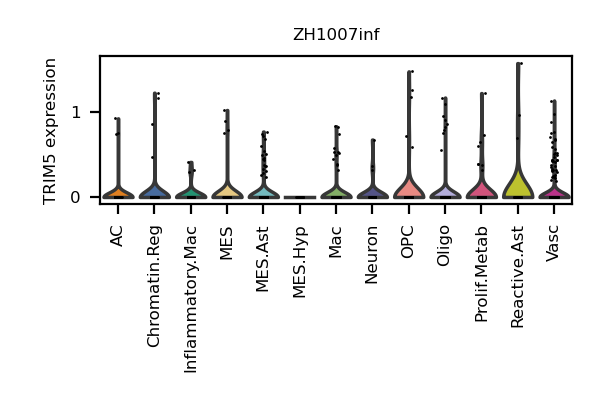 ZH1007inf
TRIM5 expression
1
0
AC
Chromatin.Reg
Inflammatory.Mac
MES
MES.Ast
MES.Hyp
Mac
Neuron
OPC
Oligo
Prolif.Metab
Reactive.Ast
Vasc